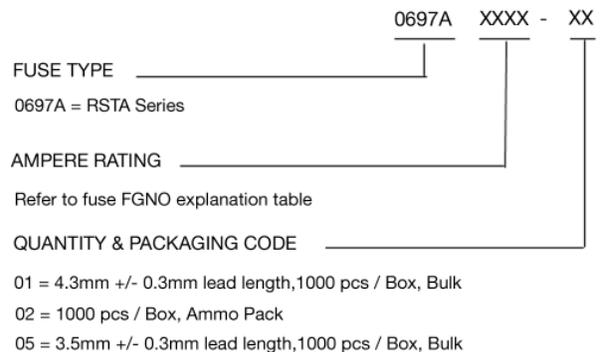 0697A XXXX - XX
FUSE TYPE
0697A = RSTA Series
AMPERE RATING
Refer to fuse FGNO explanation table
QUANTITY & PACKAGING CODE
01 = 4.3mm +/- 0.3mm lead length,1000 pcs / Box, Bulk
02 = 1000 pcs / Box, Ammo Pack
05 = 3.5mm +/- 0.3mm lead length,1000 pcs / Box, Bulk